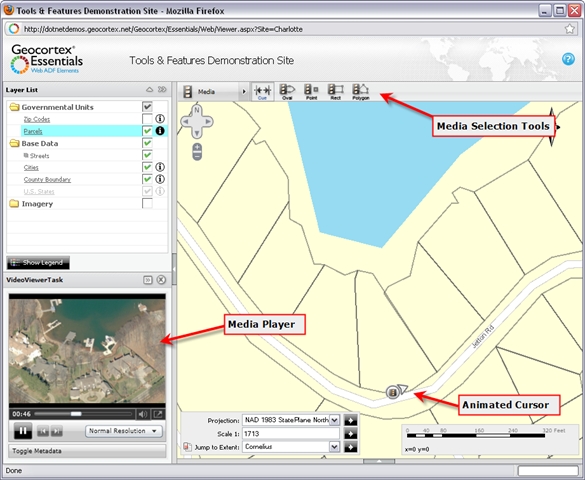 Tools & Features Demonstration Site - Mozilla Firefox
http://dotnetdemos.geocortex.net/Geocortex/Essentials/Web/Viewer.aspx?Site=Charlotte
Geocortex®
Essentials
Web ADF Elements
Tools & Features Demonstration Site
Layer List
Media
Cusr
Oval
Point
Rect
Polygon
Governmental Units
Zip Codes
Parcels
Base Data
Streets
Cities
County Boundary
U.S. States
Imagery
Show Legend
Media Selection Tools
N
VideoViewerTask
Media Player
00:46
Normal Resolution
Toggle Metadata
Jetton Rd
Animated Cursor
Projection: NAD 1983 StatePlane North
Scale 1: 1713
Jump to Extent: Cornelius
0 40 80 160 240 320 Feet
x=0 y=0
Done